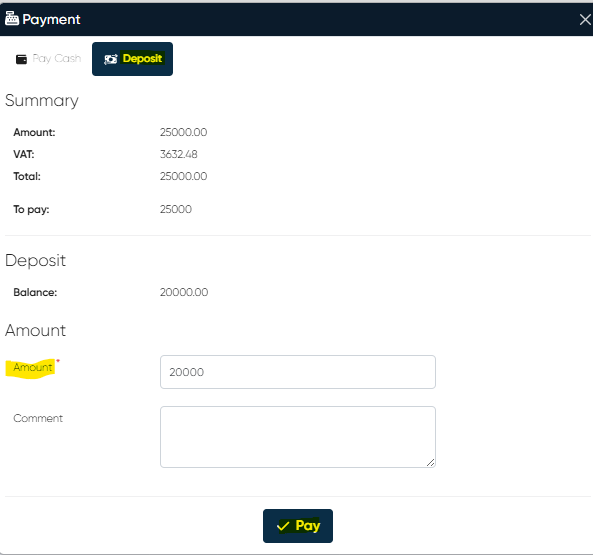 Payment
Pay Cash Deposit
Summary
Amount: 25000.00
VAT: 3632.48
Total: 25000.00
To pay: 25000
Deposit
Balance: 20000.00
Amount
Amount * 20000
Comment
Pay